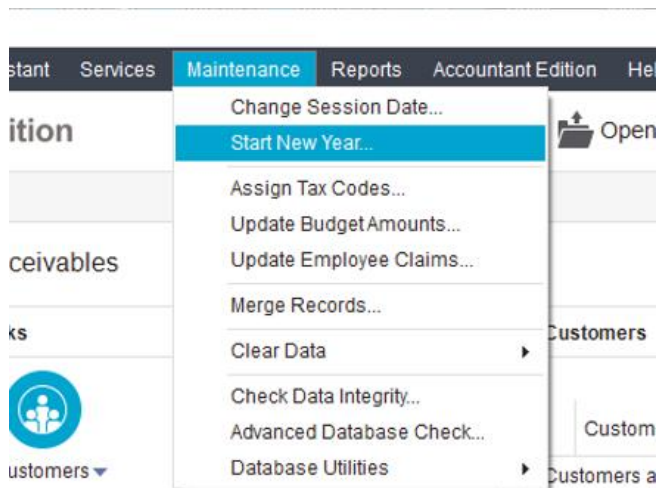 stant Services Maintenance Reports Accountant Edition Hel
Change Session Date...
ition
Start New Year...
Open
Assign Tax Codes...
Update Budget Amounts...
ceivables
Update Employee Claims...
Merge Records...
ks
Customers
Clear Data
Check Data Integrity...
Advanced Database Check...
Custom
ustomers
Database Utilities
Customers a